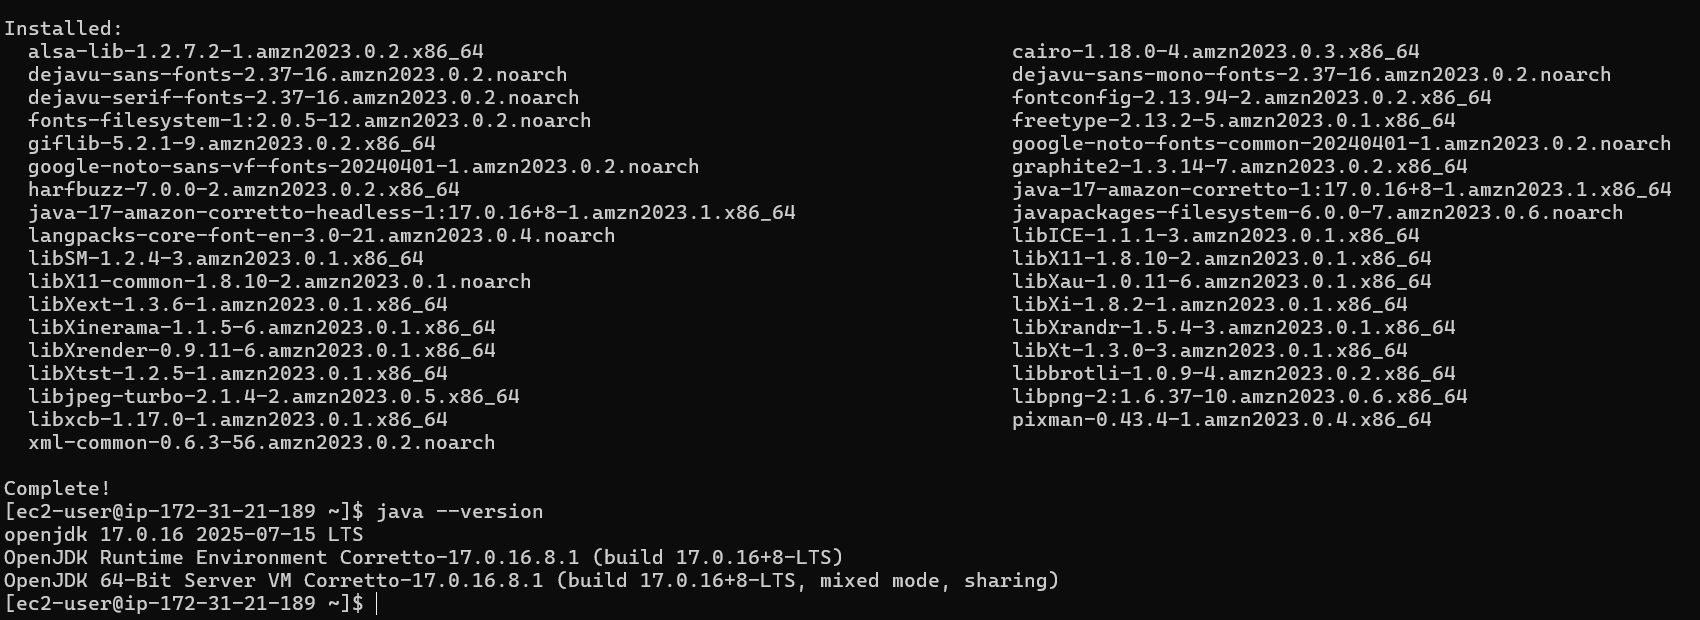 Installed:
alsa-lib-1.2.7.2-1.amzn2023.0.2.x86_64 cairo-1.18.0-4.amzn2023.0.3.x86_64
dejavu-sans-fonts-2.37-16.amzn2023.0.2.noarch dejavu-sans-mono-fonts-2.37-16.amzn2023.0.2.noarch
dejavu-serif-fonts-2.37-16.amzn2023.0.2.noarch fontconfig-2.13.94-2.amzn2023.0.2.x86_64
fonts-filesystem-1:2.0.5-12.amzn2023.0.2.noarch freetype-2.13.2-5.amzn2023.0.1.x86_64
giflib-5.2.1-9.amzn2023.0.2.x86_64 google-noto-fonts-common-20240401-1.amzn2023.0.2.noarch
google-noto-sans-vf-fonts-20240401-1.amzn2023.0.2.noarch graphite2-1.3.14-7.amzn2023.0.2.x86_64
harfbuzz-7.0.0-2.amzn2023.0.2.x86_64 java-17-amazon-corretto-1:17.0.16+8-1.amzn2023.1.x86_64
java-17-amazon-corretto-headless-1:17.0.16+8-1.amzn2023.1.x86_64 javapackages-filesystem-6.0.0-7.amzn2023.0.6.noarch
langpacks-core-font-en-3.0-21.amzn2023.0.4.noarch libICE-1.1.1-3.amzn2023.0.1.x86_64
libSM-1.2.4-3.amzn2023.0.1.x86_64 libX11-1.8.10-2.amzn2023.0.1.x86_64
libX11-common-1.8.10-2.amzn2023.0.1.noarch libXau-1.0.11-6.amzn2023.0.1.x86_64
libXext-1.3.6-1.amzn2023.0.1.x86_64 libXi-1.8.2-1.amzn2023.0.1.x86_64
libXinerama-1.1.5-6.amzn2023.0.1.x86_64 libXrandr-1.5.4-3.amzn2023.0.1.x86_64
libXrender-0.9.11-6.amzn2023.0.1.x86_64 libXt-1.3.0-3.amzn2023.0.1.x86_64
libXtst-1.2.5-1.amzn2023.0.1.x86_64 libbrotli-1.0.9-4.amzn2023.0.2.x86_64
libjpeg-turbo-2.1.4-2.amzn2023.0.5.x86_64 libpng-2:1.6.37-10.amzn2023.0.6.x86_64
libxcb-1.17.0-1.amzn2023.0.1.x86_64 pixman-0.43.4-1.amzn2023.0.4.x86_64
xml-common-0.6.3-56.amzn2023.0.2.noarch
Complete!
[ec2-user@ip-172-31-21-189 ~]$ java --version
openjdk 17.0.16 2025-07-15 LTS
OpenJDK Runtime Environment Corretto-17.0.16.8.1 (build 17.0.16+8-LTS)
OpenJDK 64-Bit Server VM Corretto-17.0.16.8.1 (build 17.0.16+8-LTS, mixed mode, sharing)
[ec2-user@ip-172-31-21-189 ~]$